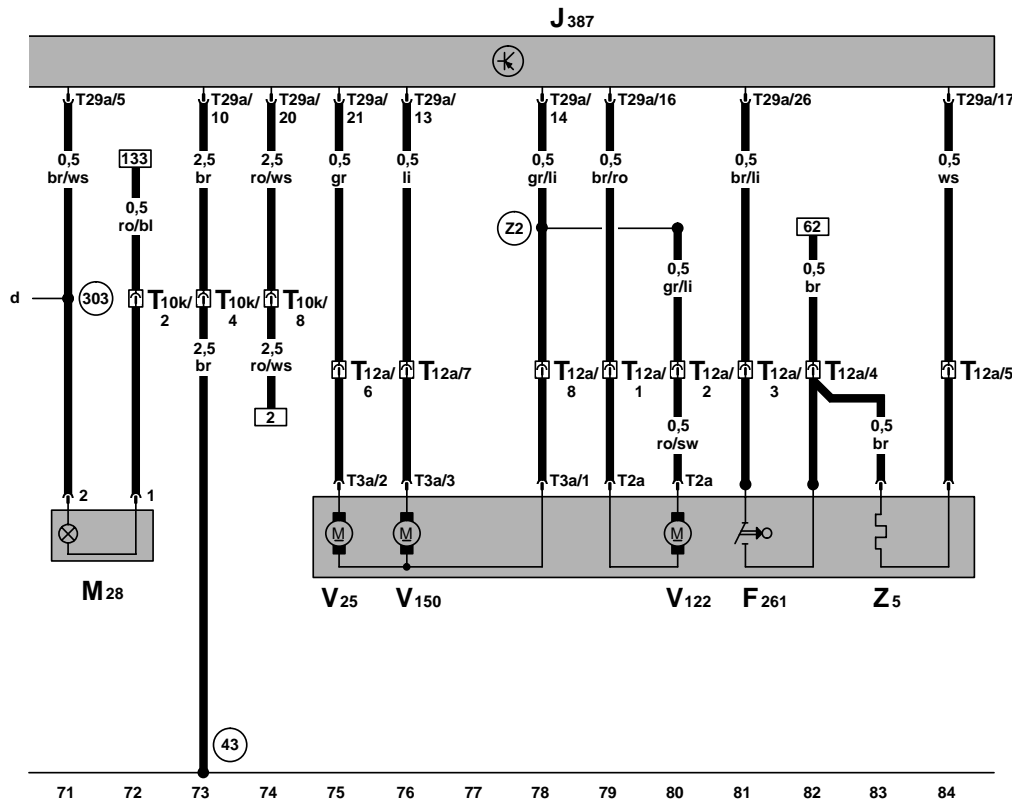 J 387
T29a/5 T29a/ T29a/ T29a/ T29a/ T29a/ T29a/16 T29a/26 T29a/17
10 20 21 13 14
0,5 133 2,5 2,5 0,5 0,5 0,5 0,5 0,5 0,5
br/ws br ro/ws gr li gr/li br/ro br/li ws
0,5
ro/bl
Z2 62
0,5 0,5
gr/li br
d 303 T10k/ T10k/ T10k/
2 4 8
2,5 2,5
br ro/ws
T12a/ T12a/7 T12a/ T12a/ T12a/ T12a/ T12a/4 T12a/5
6 8 1 2 3
2
0,5 0,5
ro/sw br
2 1 T3a/2 T3a/3 T3a/1 T2a T2a
M M M
M28 V25 V150 V122 F261 Z5
43
71 72 73 74 75 76 77 78 79 80 81 82 83 84